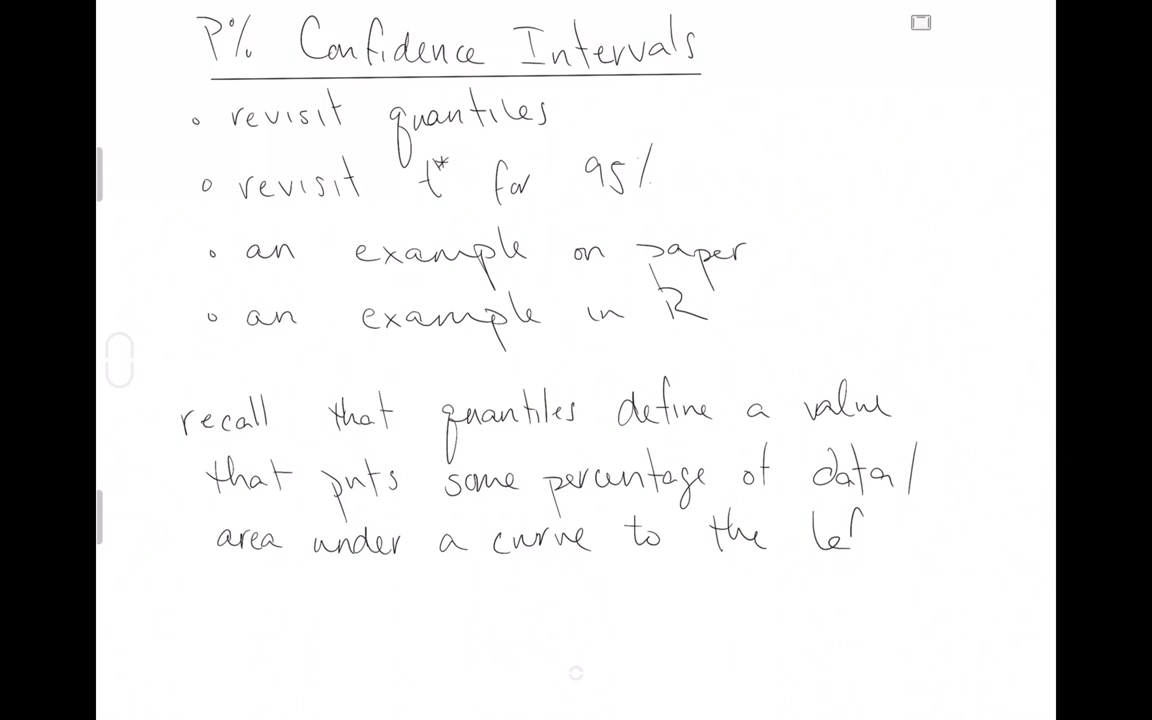 P% Confidence Intervals
∘ revisit quantiles
∘ revisit t* for 95%
∘ an example on paper
∘ an example in R
recall that quantiles define a value
that puts some percentage of data/
area under a curve to the lef